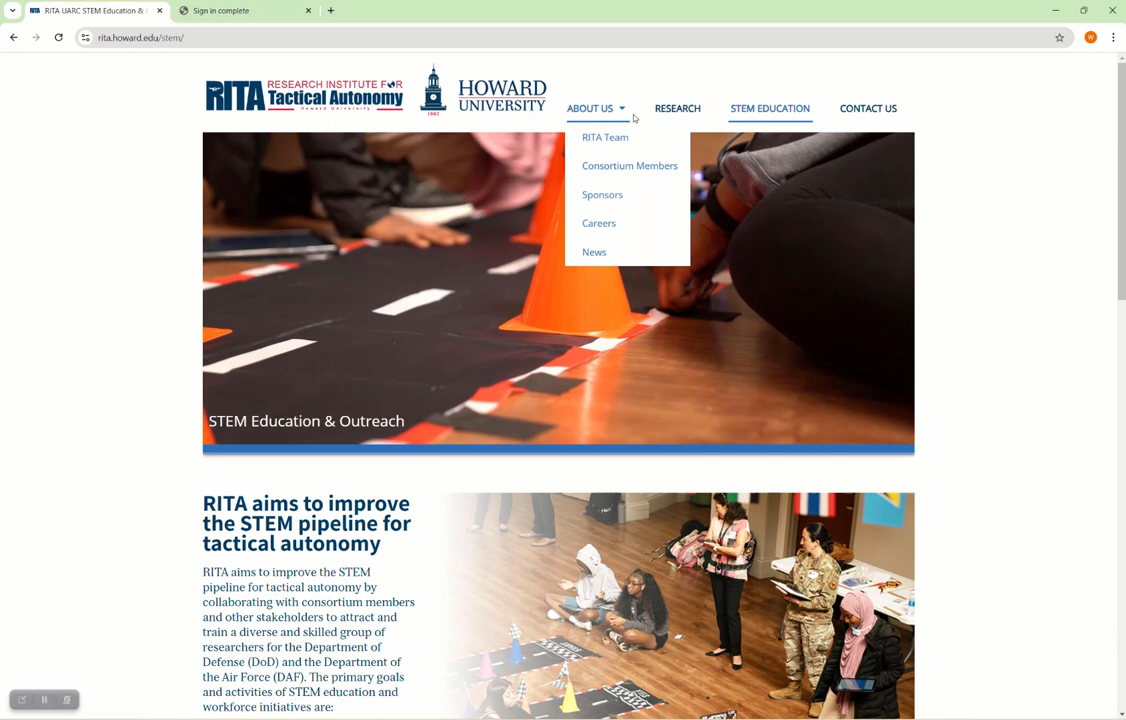 RITA UARC STEM Education &
Sign in complete
rita.howard.edu/stem/
W
RITA RESEARCH INSTITUTE FOR
Tactical Autonomy
Howard University
1867
HOWARD
UNIVERSITY
ABOUT US
RESEARCH
STEM EDUCATION
CONTACT US
RITA Team
Consortium Members
Sponsors
Careers
News
STEM Education & Outreach
RITA aims to improve
the STEM pipeline for
tactical autonomy
RITA aims to improve the STEM
pipeline for tactical autonomy by
collaborating with consortium members
and other stakeholders to attract and
train a diverse and skilled group of
researchers for the Department of
Defense (DoD) and the Department of
the Air Force (DAF). The primary goals
and activities of STEM education and
workforce initiatives are: